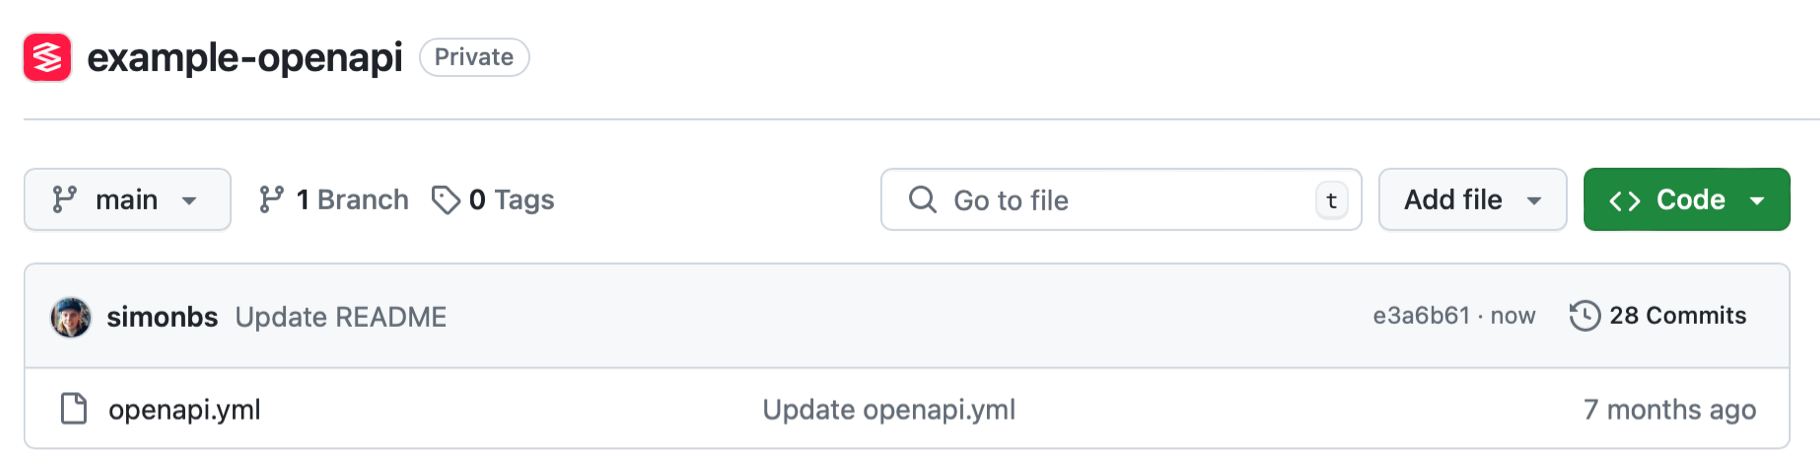 example-openapi Private
main 1 Branch 0 Tags Go to file t Add file Code
simonbs Update README e3a6b61 · now 28 Commits
openapi.yml Update openapi.yml 7 months ago